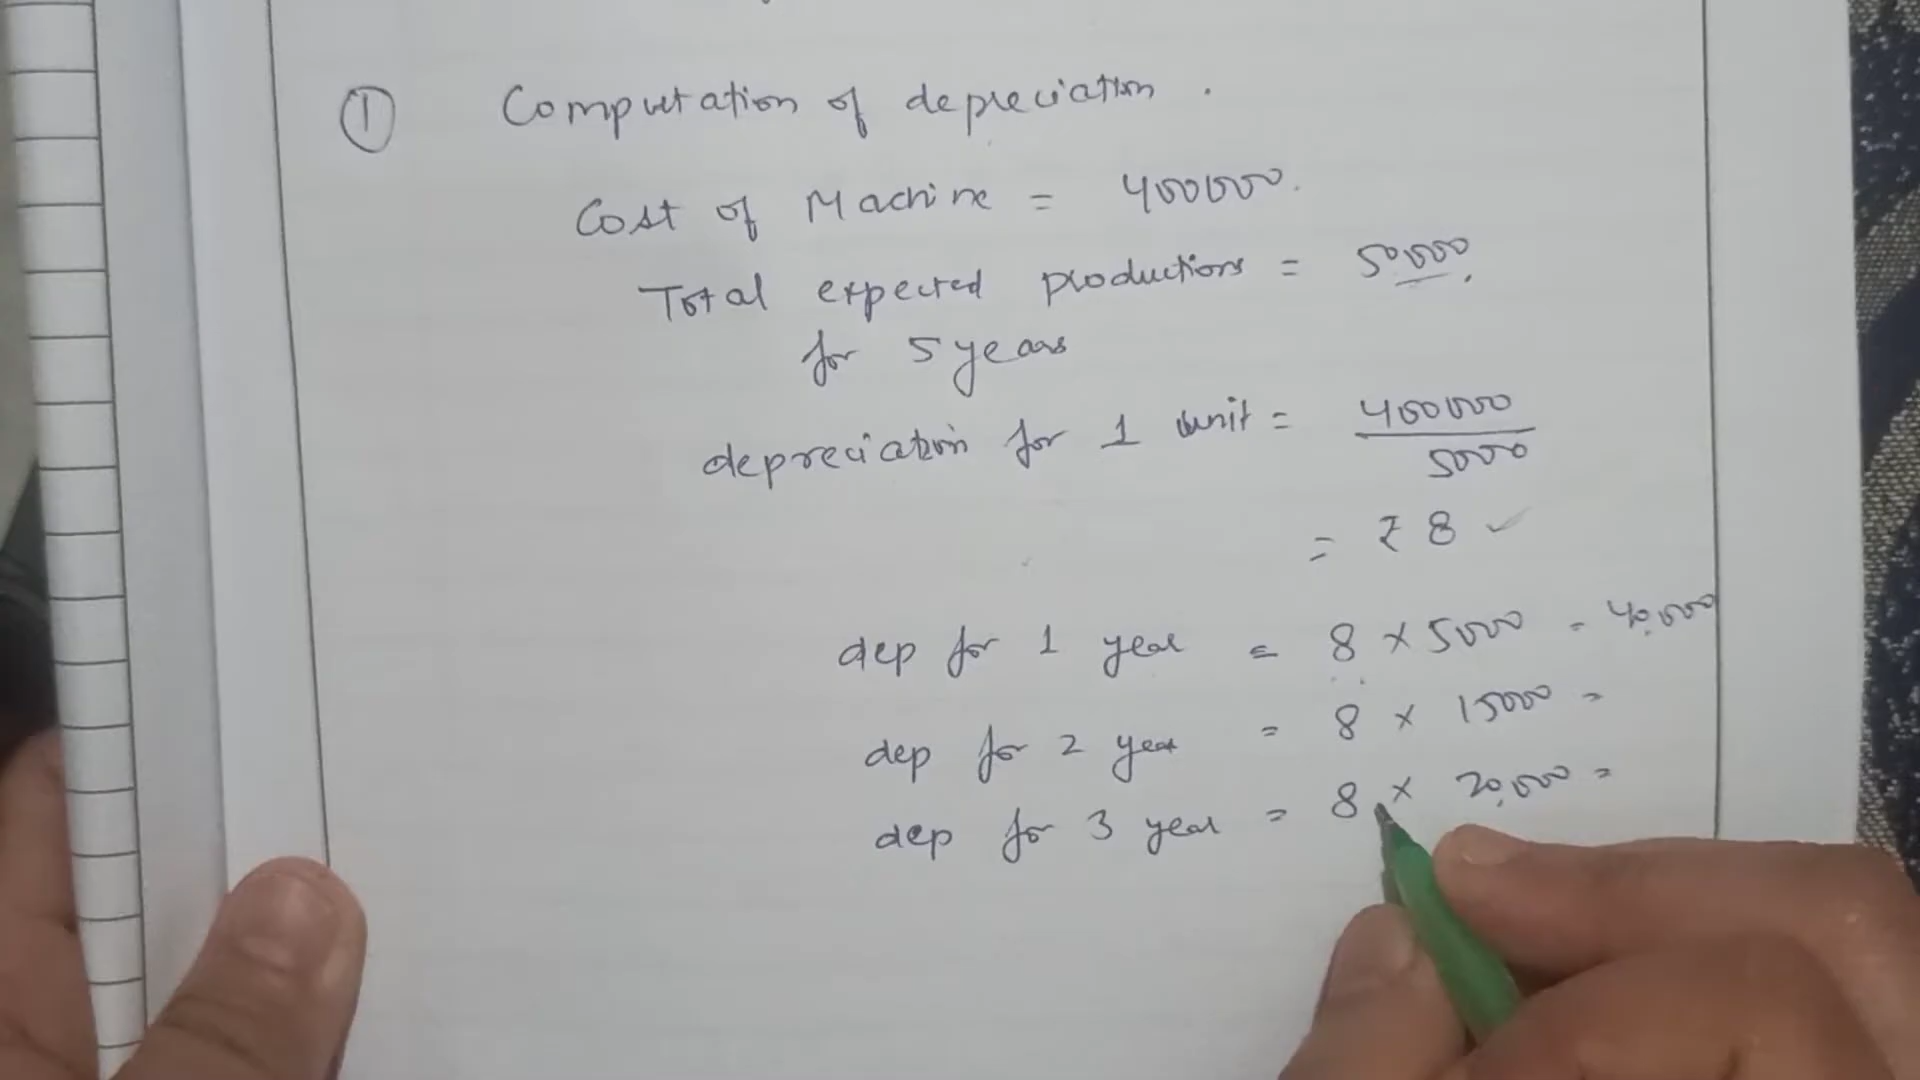 ① Computation of depreciation.
Cost of Machine = 400000.
Total expected productions = 50,000.
for 5 years
depreciation for 1 unit = 400000
5000
= ₹ 8 ✓
dep for 1 year = 8 × 5000 = 40,000
dep for 2 year = 8 × 15000 =
dep for 3 year = 8 × 20,000 =